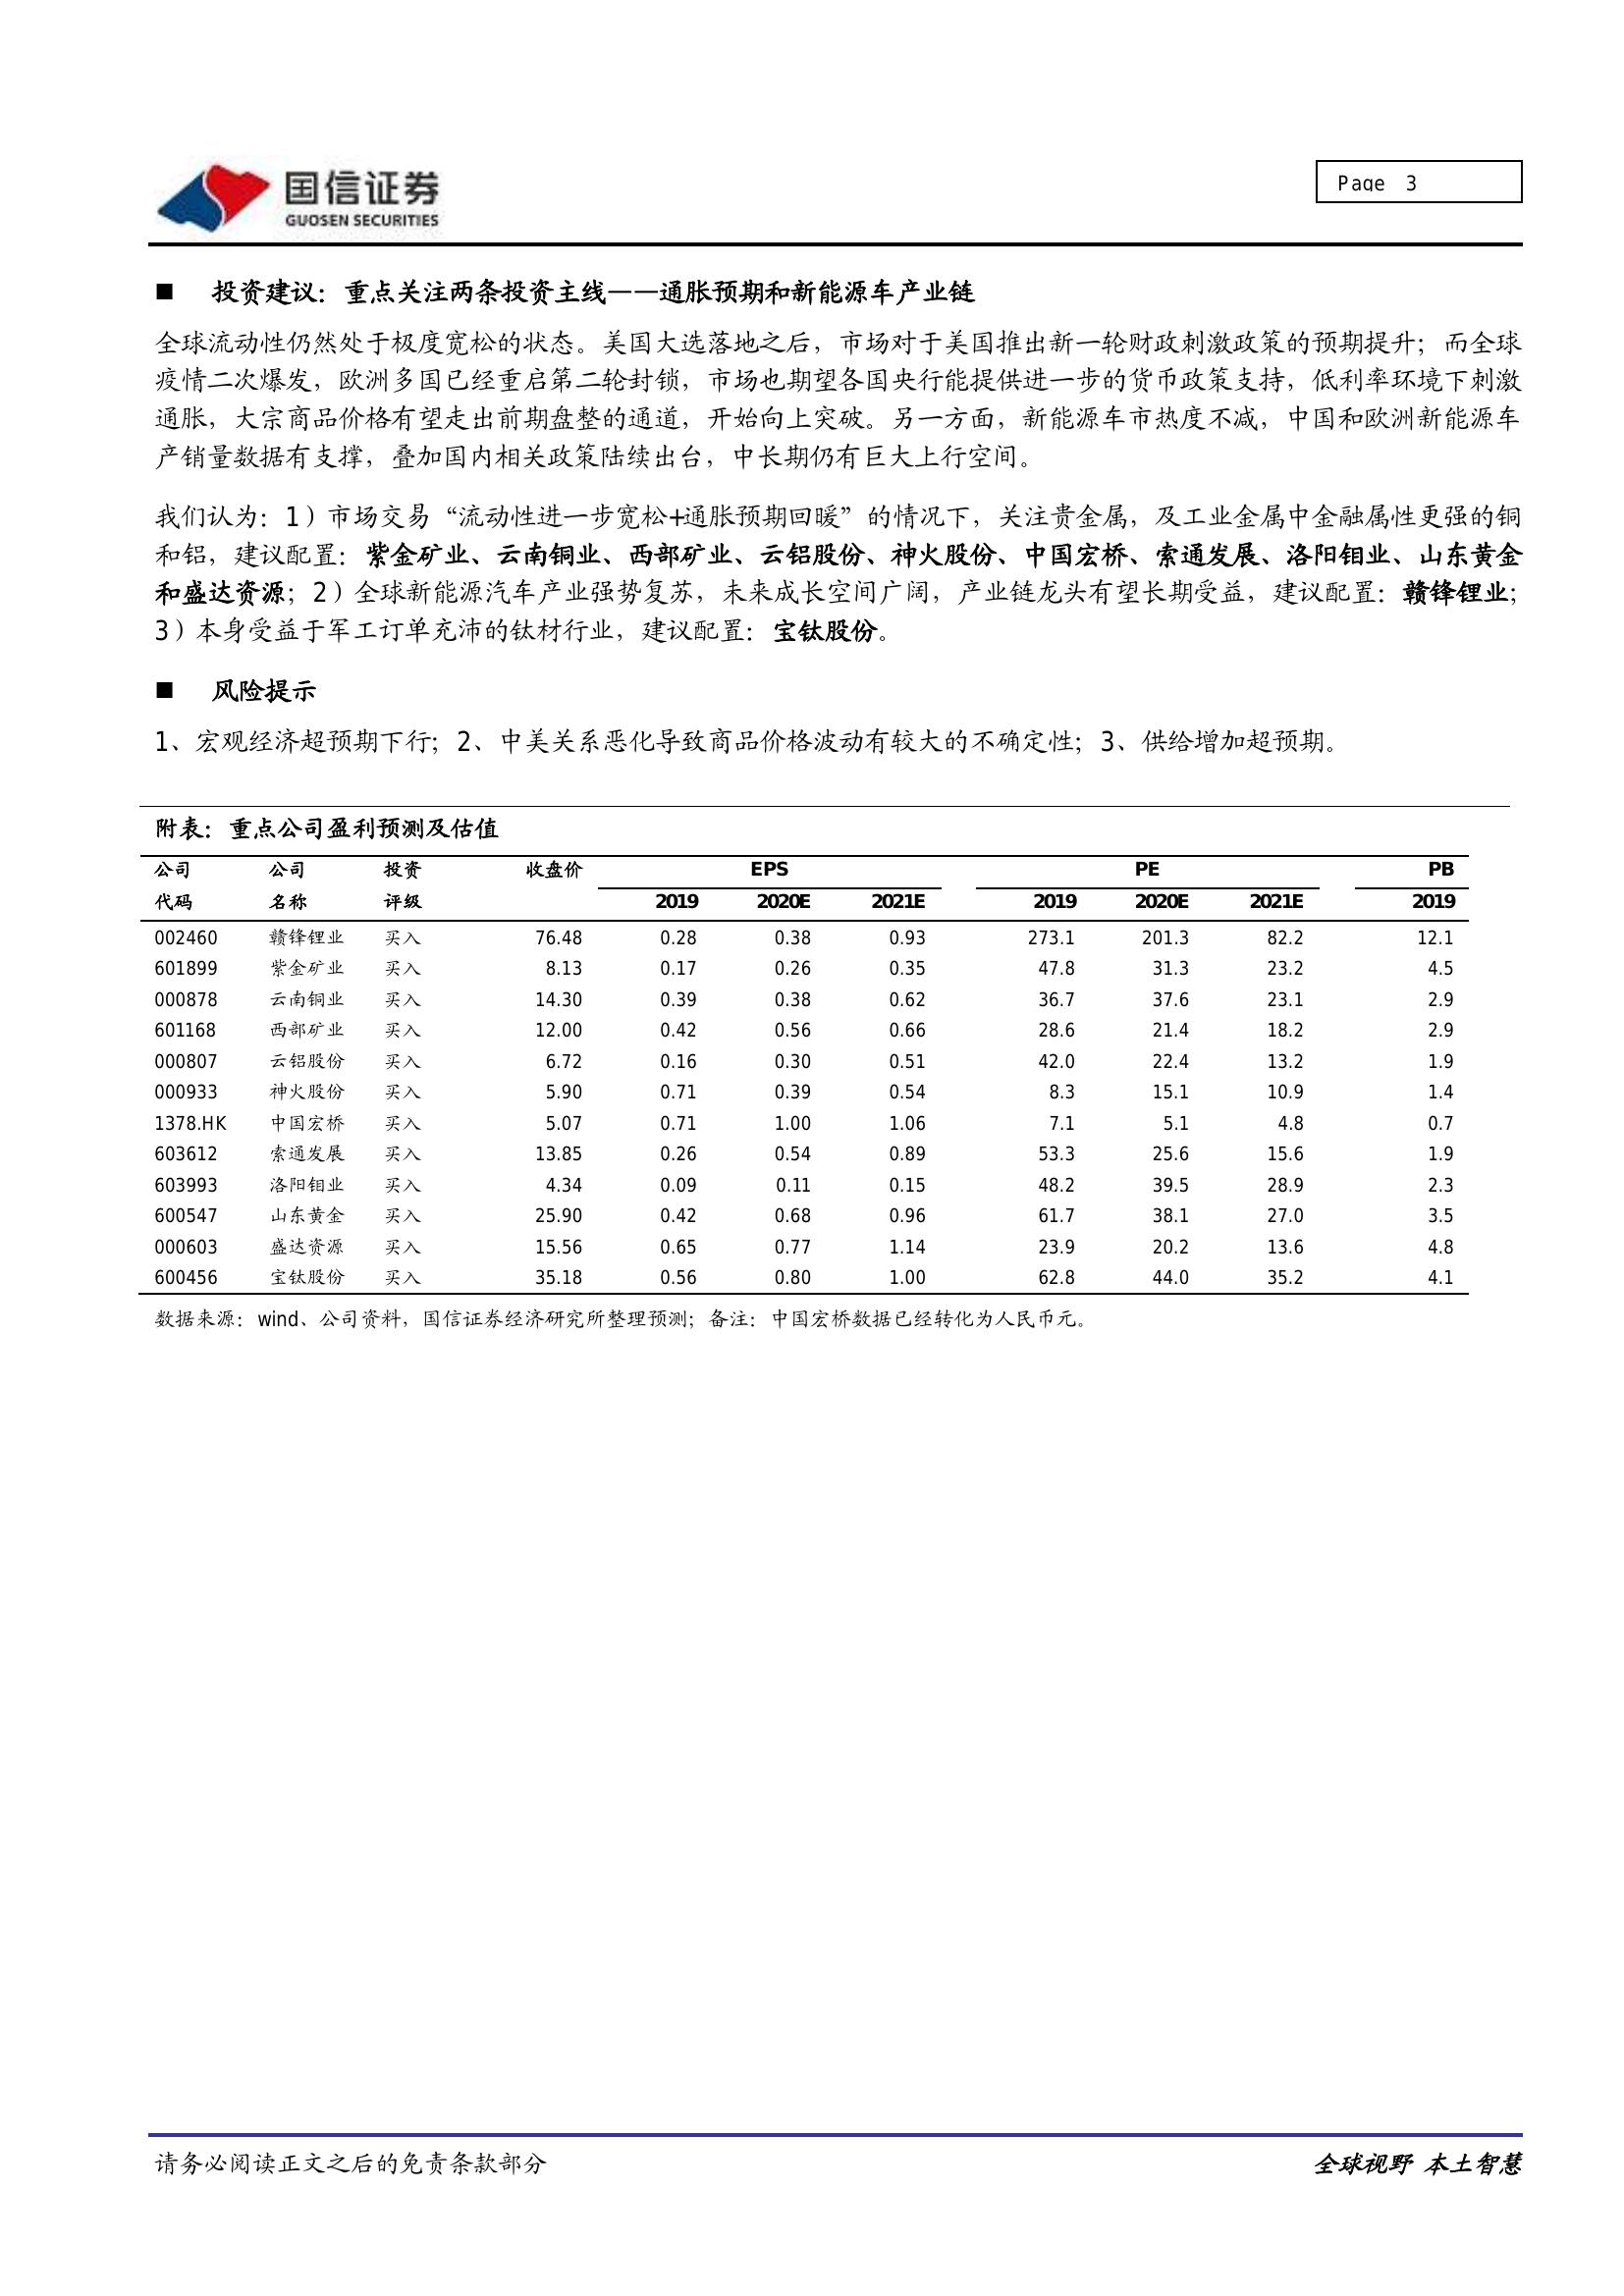 国信证券
GUOSEN SECURITIES
Page 3
■ 投资建议：重点关注两条投资主线——通胀预期和新能源车产业链
全球流动性仍然处于极度宽松的状态。美国大选落地之后，市场对于美国推出新一轮财政刺激政策的预期提升；而全球
疫情二次爆发，欧洲多国已经重启第二轮封锁，市场也期望各国央行能提供进一步的货币政策支持，低利率环境下刺激
通胀，大宗商品价格有望走出前期盘整的通道，开始向上突破。另一方面，新能源车市热度不减，中国和欧洲新能源车
产销量数据有支撑，叠加国内相关政策陆续出台，中长期仍有巨大上行空间。
我们认为：1）市场交易“流动性进一步宽松+通胀预期回暖”的情况下，关注贵金属，及工业金属中金融属性更强的铜
和铝，建议配置：紫金矿业、云南铜业、西部矿业、云铝股份、神火股份、中国宏桥、索通发展、洛阳钼业、山东黄金
和盛达资源；2）全球新能源汽车产业强势复苏，未来成长空间广阔，产业链龙头有望长期受益，建议配置：赣锋锂业；
3）本身受益于军工订单充沛的钛材行业，建议配置：宝钛股份。
■ 风险提示
1、宏观经济超预期下行；2、中美关系恶化导致商品价格波动有较大的不确定性；3、供给增加超预期。
附表：重点公司盈利预测及估值
公司 公司 投资 收盘价 EPS PE PB
代码 名称 评级 2019 2020E 2021E 2019 2020E 2021E 2019
002460 赣锋锂业 买入 76.48 0.28 0.38 0.93 273.1 201.3 82.2 12.1
601899 紫金矿业 买入 8.13 0.17 0.26 0.35 47.8 31.3 23.2 4.5
000878 云南铜业 买入 14.30 0.39 0.38 0.62 36.7 37.6 23.1 2.9
601168 西部矿业 买入 12.00 0.42 0.56 0.66 28.6 21.4 18.2 2.9
000807 云铝股份 买入 6.72 0.16 0.30 0.51 42.0 22.4 13.2 1.9
000933 神火股份 买入 5.90 0.71 0.39 0.54 8.3 15.1 10.9 1.4
1378.HK 中国宏桥 买入 5.07 0.71 1.00 1.06 7.1 5.1 4.8 0.7
603612 索通发展 买入 13.85 0.26 0.54 0.89 53.3 25.6 15.6 1.9
603993 洛阳钼业 买入 4.34 0.09 0.11 0.15 48.2 39.5 28.9 2.3
600547 山东黄金 买入 25.90 0.42 0.68 0.96 61.7 38.1 27.0 3.5
000603 盛达资源 买入 15.56 0.65 0.77 1.14 23.9 20.2 13.6 4.8
600456 宝钛股份 买入 35.18 0.56 0.80 1.00 62.8 44.0 35.2 4.1
数据来源：wind、公司资料，国信证券经济研究所整理预测；备注：中国宏桥数据已经转化为人民币元。
请务必阅读正文之后的免责条款部分
全球视野 本土智慧